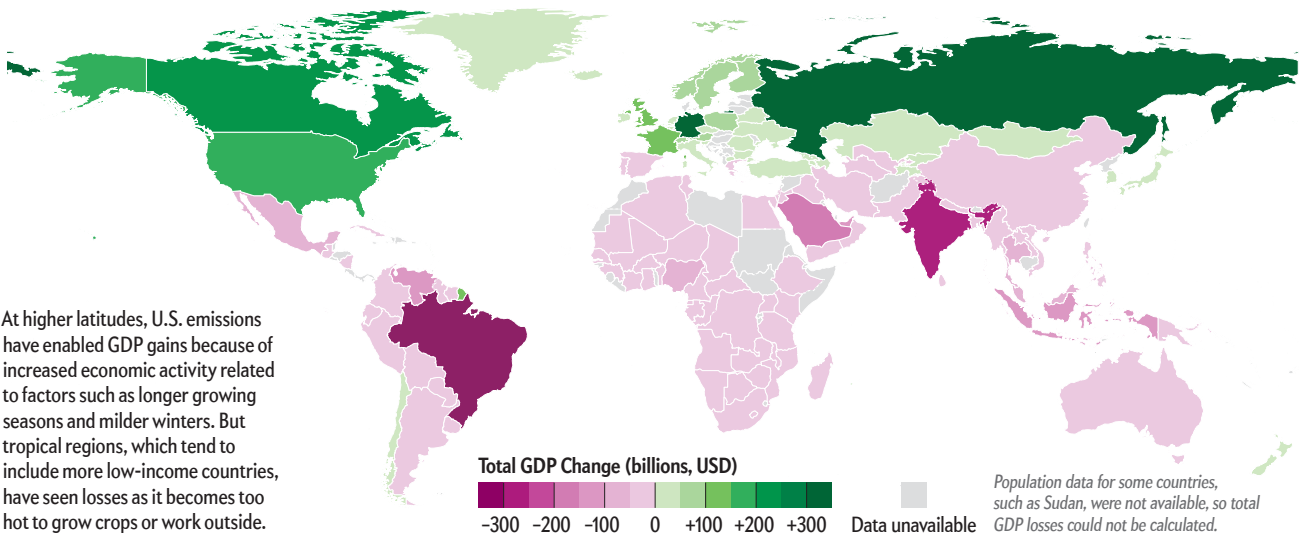 At higher latitudes, U.S. emissions
have enabled GDP gains because of
increased economic activity related
to factors such as longer growing
seasons and milder winters. But
tropical regions, which tend to
include more low-income countries,
have seen losses as it becomes too
hot to grow crops or work outside.
Total GDP Change (billions, USD)
–300 –200 –100 0 +100 +200 +300
Data unavailable
Population data for some countries,
such as Sudan, were not available, so total
GDP losses could not be calculated.